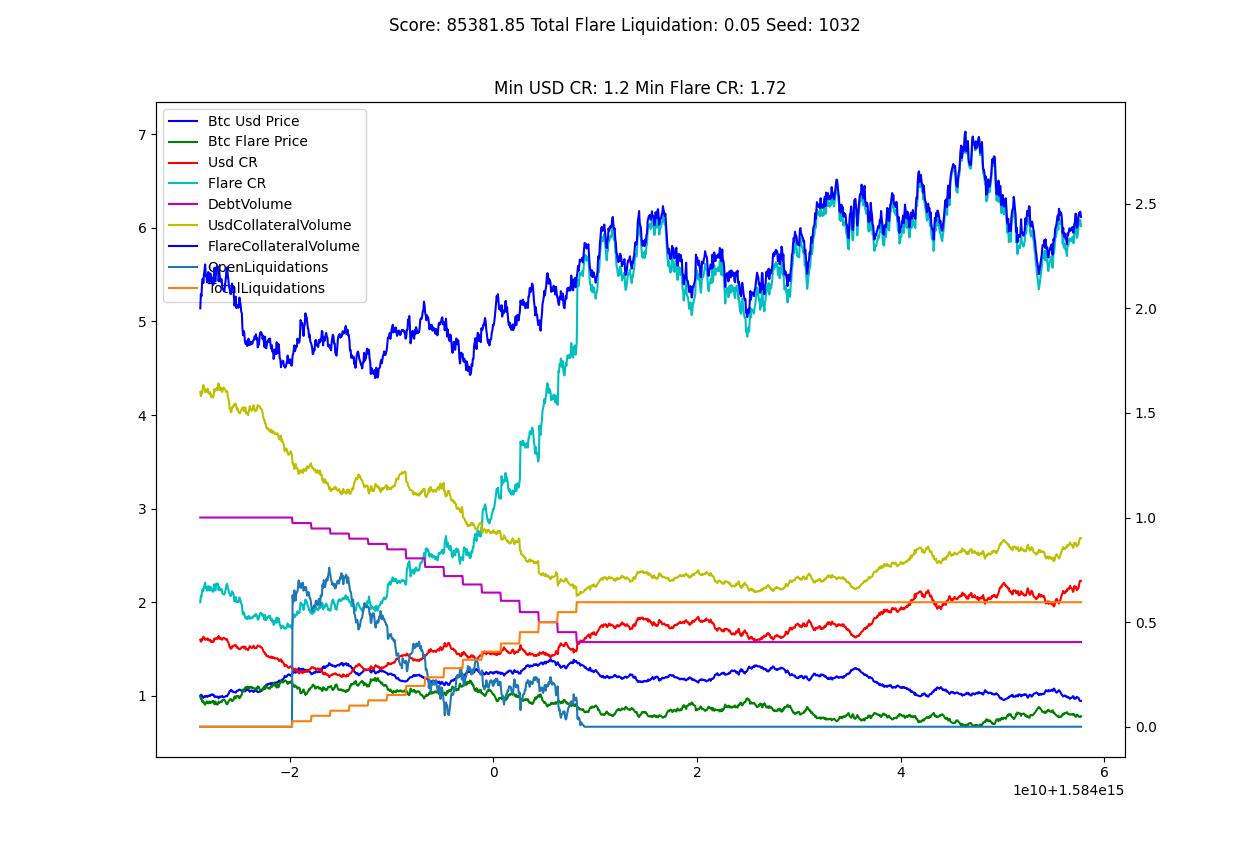 Score: 85381.85 Total Flare Liquidation: 0.05 Seed: 1032
Min USD CR: 1.2 Min Flare CR: 1.72
Btc Usd Price
Btc Flare Price
Usd CR
Flare CR
DebtVolume
UsdCollateralVolume
FlareCollateralVolume
OpenLiquidations
TotalLiquidations
7
6
5
4
3
2
1
2.5
2.0
1.5
1.0
0.5
0.0
−2
0
2
4
6
1e10+1.584e15